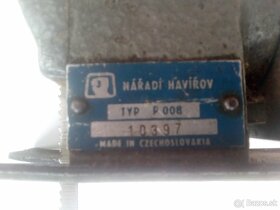 NÁŘADÍ HAVÍŘOV
TYP P 008
10397
MADE IN CZECHOSLOVAKIA
bazos.sk